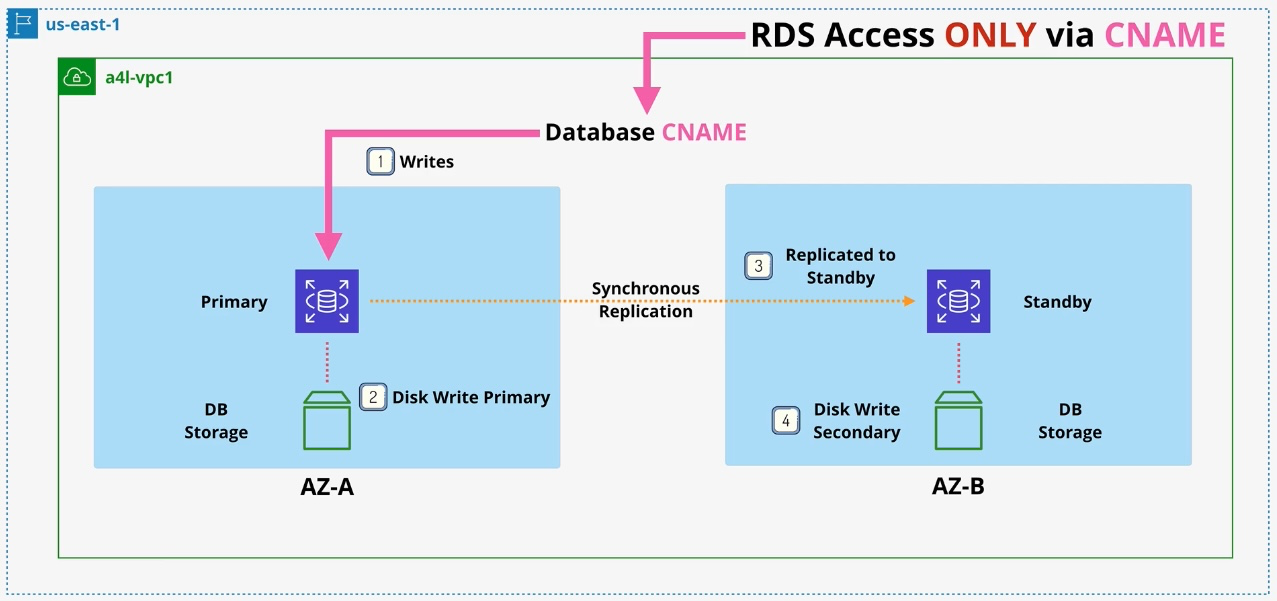 us-east-1
RDS Access ONLY via CNAME
a4l-vpc1
Database CNAME
1 Writes
3 Replicated to
Standby
Primary
Synchronous
Replication
Standby
2 Disk Write Primary
DB
Storage
4 Disk Write
Secondary
DB
Storage
AZ-A
AZ-B